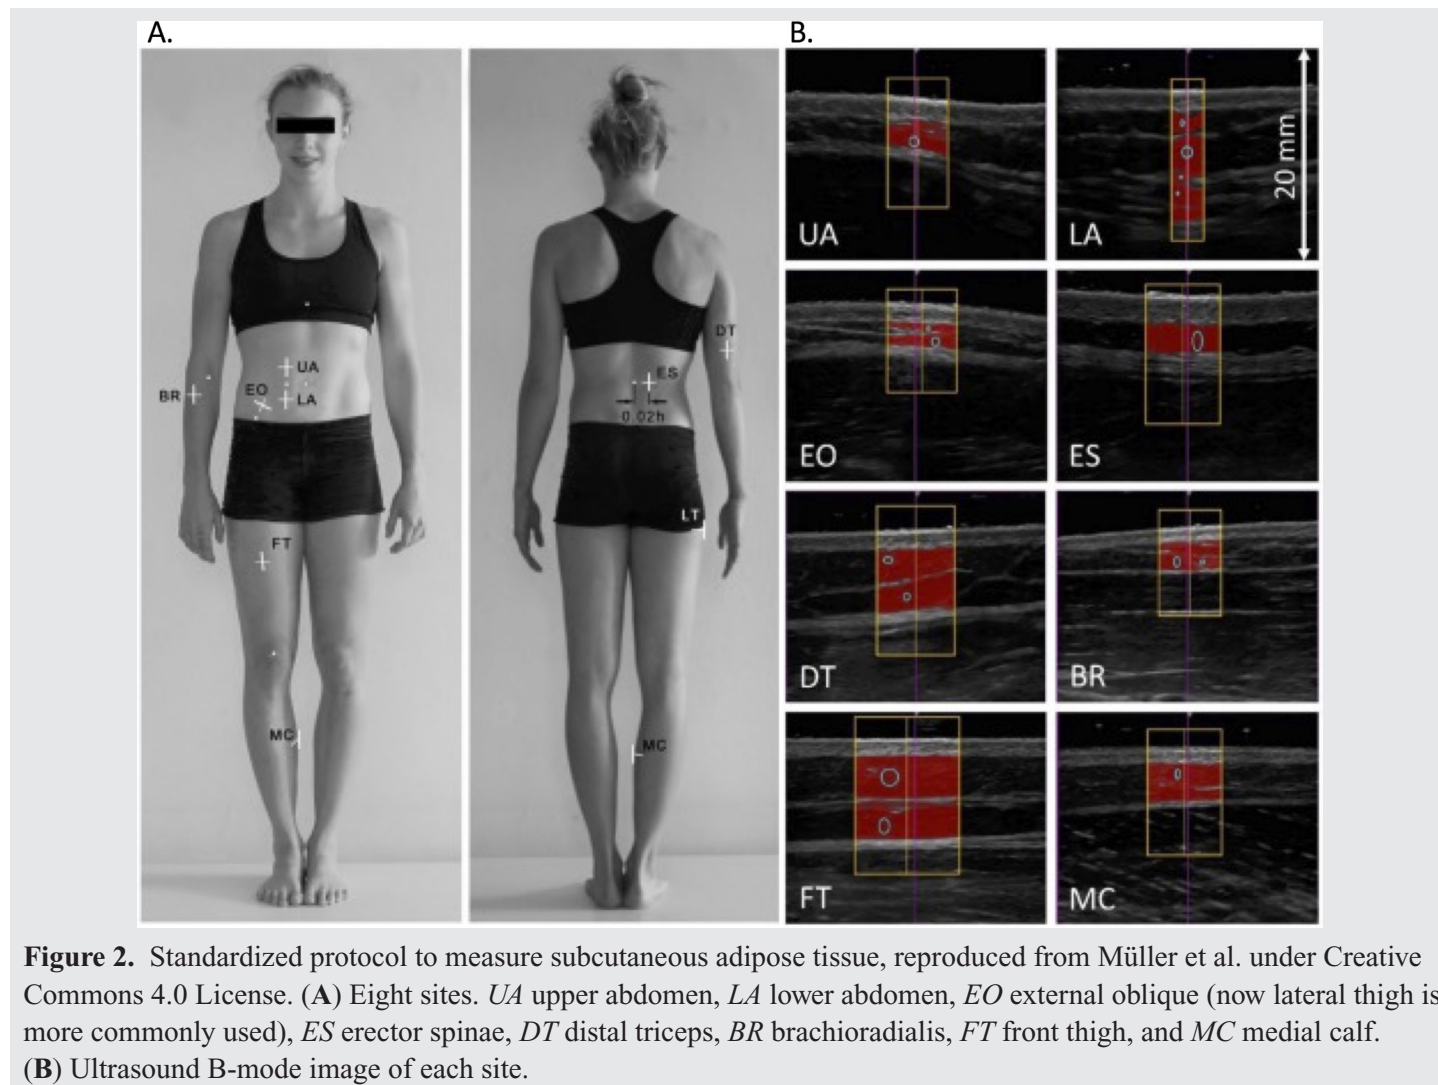 A.
B.
UA
BR
EO
LA
FT
MC
DT
ES
0.02h
LT
MC
UA
LA
20 mm
EO
ES
DT
BR
FT
MC
Figure 2. Standardized protocol to measure subcutaneous adipose tissue, reproduced from Müller et al. under Creative
Commons 4.0 License. (A) Eight sites. UA upper abdomen, LA lower abdomen, EO external oblique (now lateral thigh is
more commonly used), ES erector spinae, DT distal triceps, BR brachioradialis, FT front thigh, and MC medial calf.
(B) Ultrasound B-mode image of each site.